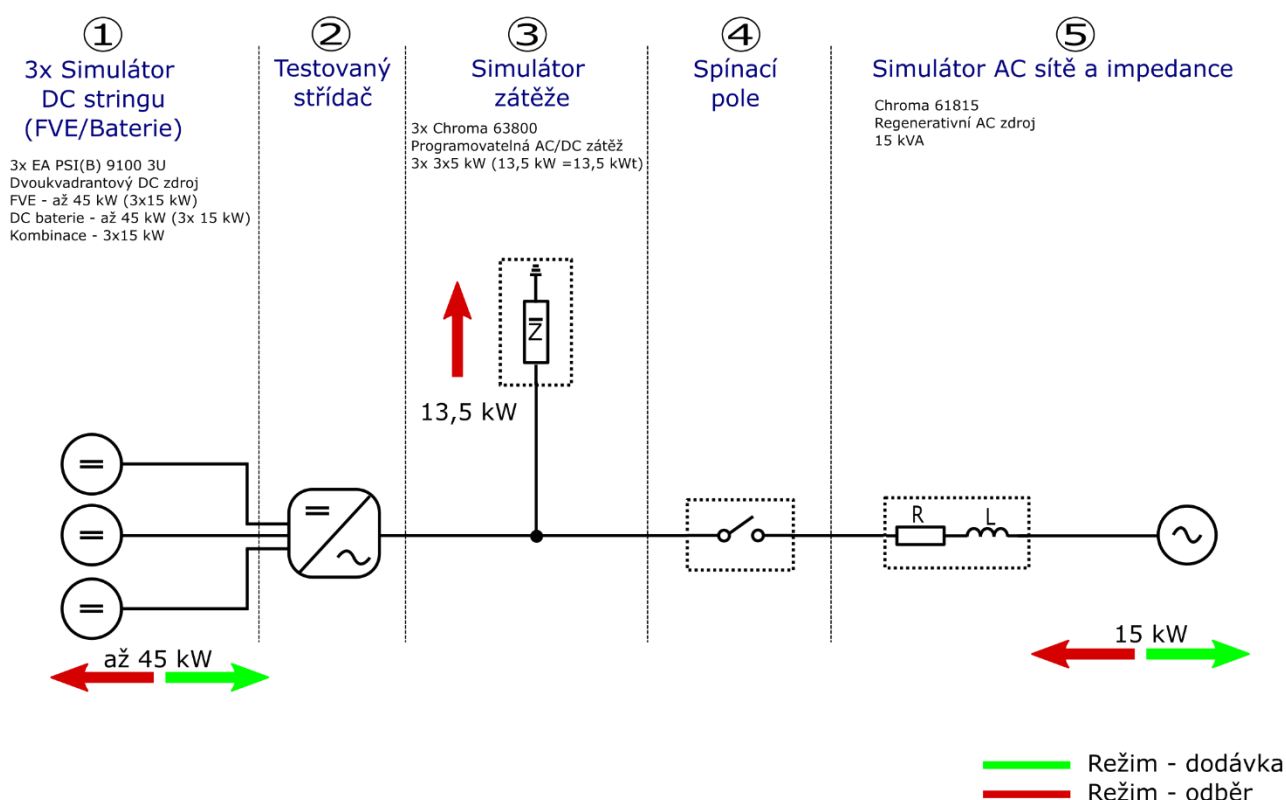 ①
3x Simulátor
DC stringu
(FVE/Baterie)
3x EA PSI(B) 9100 3U
Dvoukvadrantový DC zdroj
FVE - až 45 kW (3x15 kW)
DC baterie - až 45 kW (3x 15 kW)
Kombinace - 3x15 kW
②
Testovaný
střídač
③
Simulátor
zátěže
3x Chroma 63800
Programovatelná AC/DC zátěž
3x 3x5 kW (13,5 kW =13,5 kWt)
④
Spínací
pole
⑤
Simulátor AC sítě a impedance
Chroma 61815
Regenerativní AC zdroj
15 kVA
Z
13,5 kW
R
L
až 45 kW
15 kW
Režim - dodávka
Režim - odběr